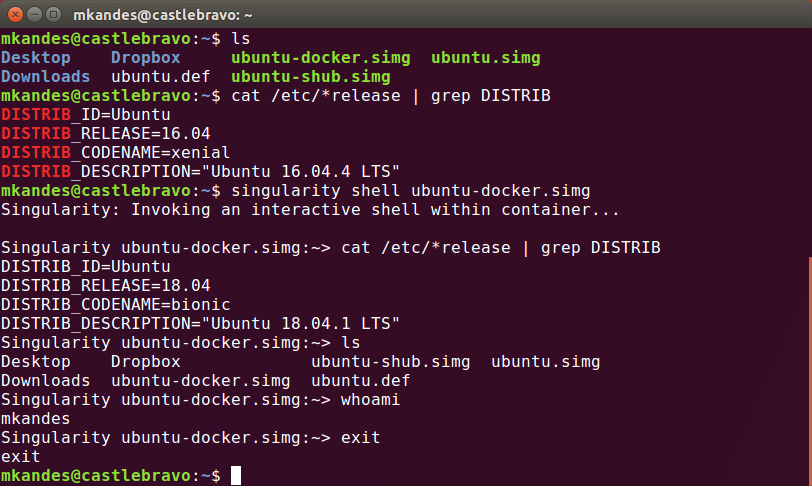 mkandes@castlebravo: ~
mkandes@castlebravo:~$ ls
Desktop    Dropbox     ubuntu-docker.simg  ubuntu.simg
Downloads  ubuntu.def  ubuntu-shub.simg
mkandes@castlebravo:~$ cat /etc/*release | grep DISTRIB
DISTRIB_ID=Ubuntu
DISTRIB_RELEASE=16.04
DISTRIB_CODENAME=xenial
DISTRIB_DESCRIPTION="Ubuntu 16.04.4 LTS"
mkandes@castlebravo:~$ singularity shell ubuntu-docker.simg
Singularity: Invoking an interactive shell within container...

Singularity ubuntu-docker.simg:~> cat /etc/*release | grep DISTRIB
DISTRIB_ID=Ubuntu
DISTRIB_RELEASE=18.04
DISTRIB_CODENAME=bionic
DISTRIB_DESCRIPTION="Ubuntu 18.04.1 LTS"
Singularity ubuntu-docker.simg:~> ls
Desktop    Dropbox             ubuntu-shub.simg  ubuntu.simg
Downloads  ubuntu-docker.simg  ubuntu.def
Singularity ubuntu-docker.simg:~> whoami
mkandes
Singularity ubuntu-docker.simg:~> exit
exit
mkandes@castlebravo:~$